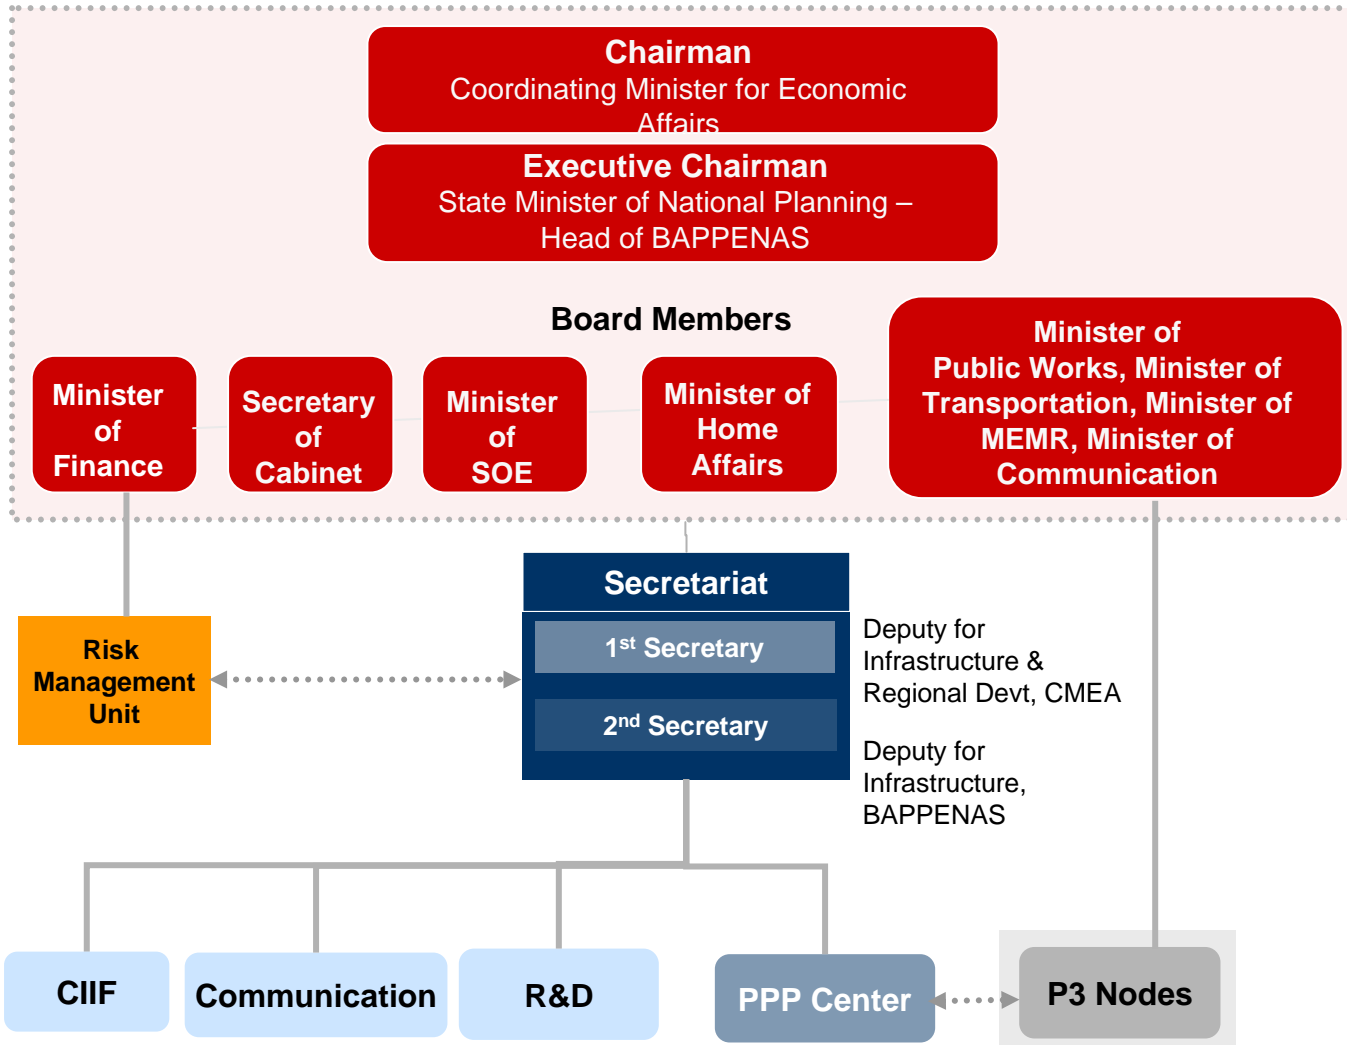 Chairman
Coordinating Minister for Economic
Affairs
Executive Chairman
State Minister of National Planning –
Head of BAPPENAS
Board Members
Minister
of
Finance
Secretary
of
Cabinet
Minister
of
SOE
Minister of
Home
Affairs
Minister of
Public Works, Minister of
Transportation, Minister of
MEMR, Minister of
Communication
Secretariat
1st Secretary
2nd Secretary
Deputy for
Infrastructure &
Regional Devt, CMEA
Deputy for
Infrastructure,
BAPPENAS
Risk
Management
Unit
CIIF
Communication
R&D
PPP Center
P3 Nodes